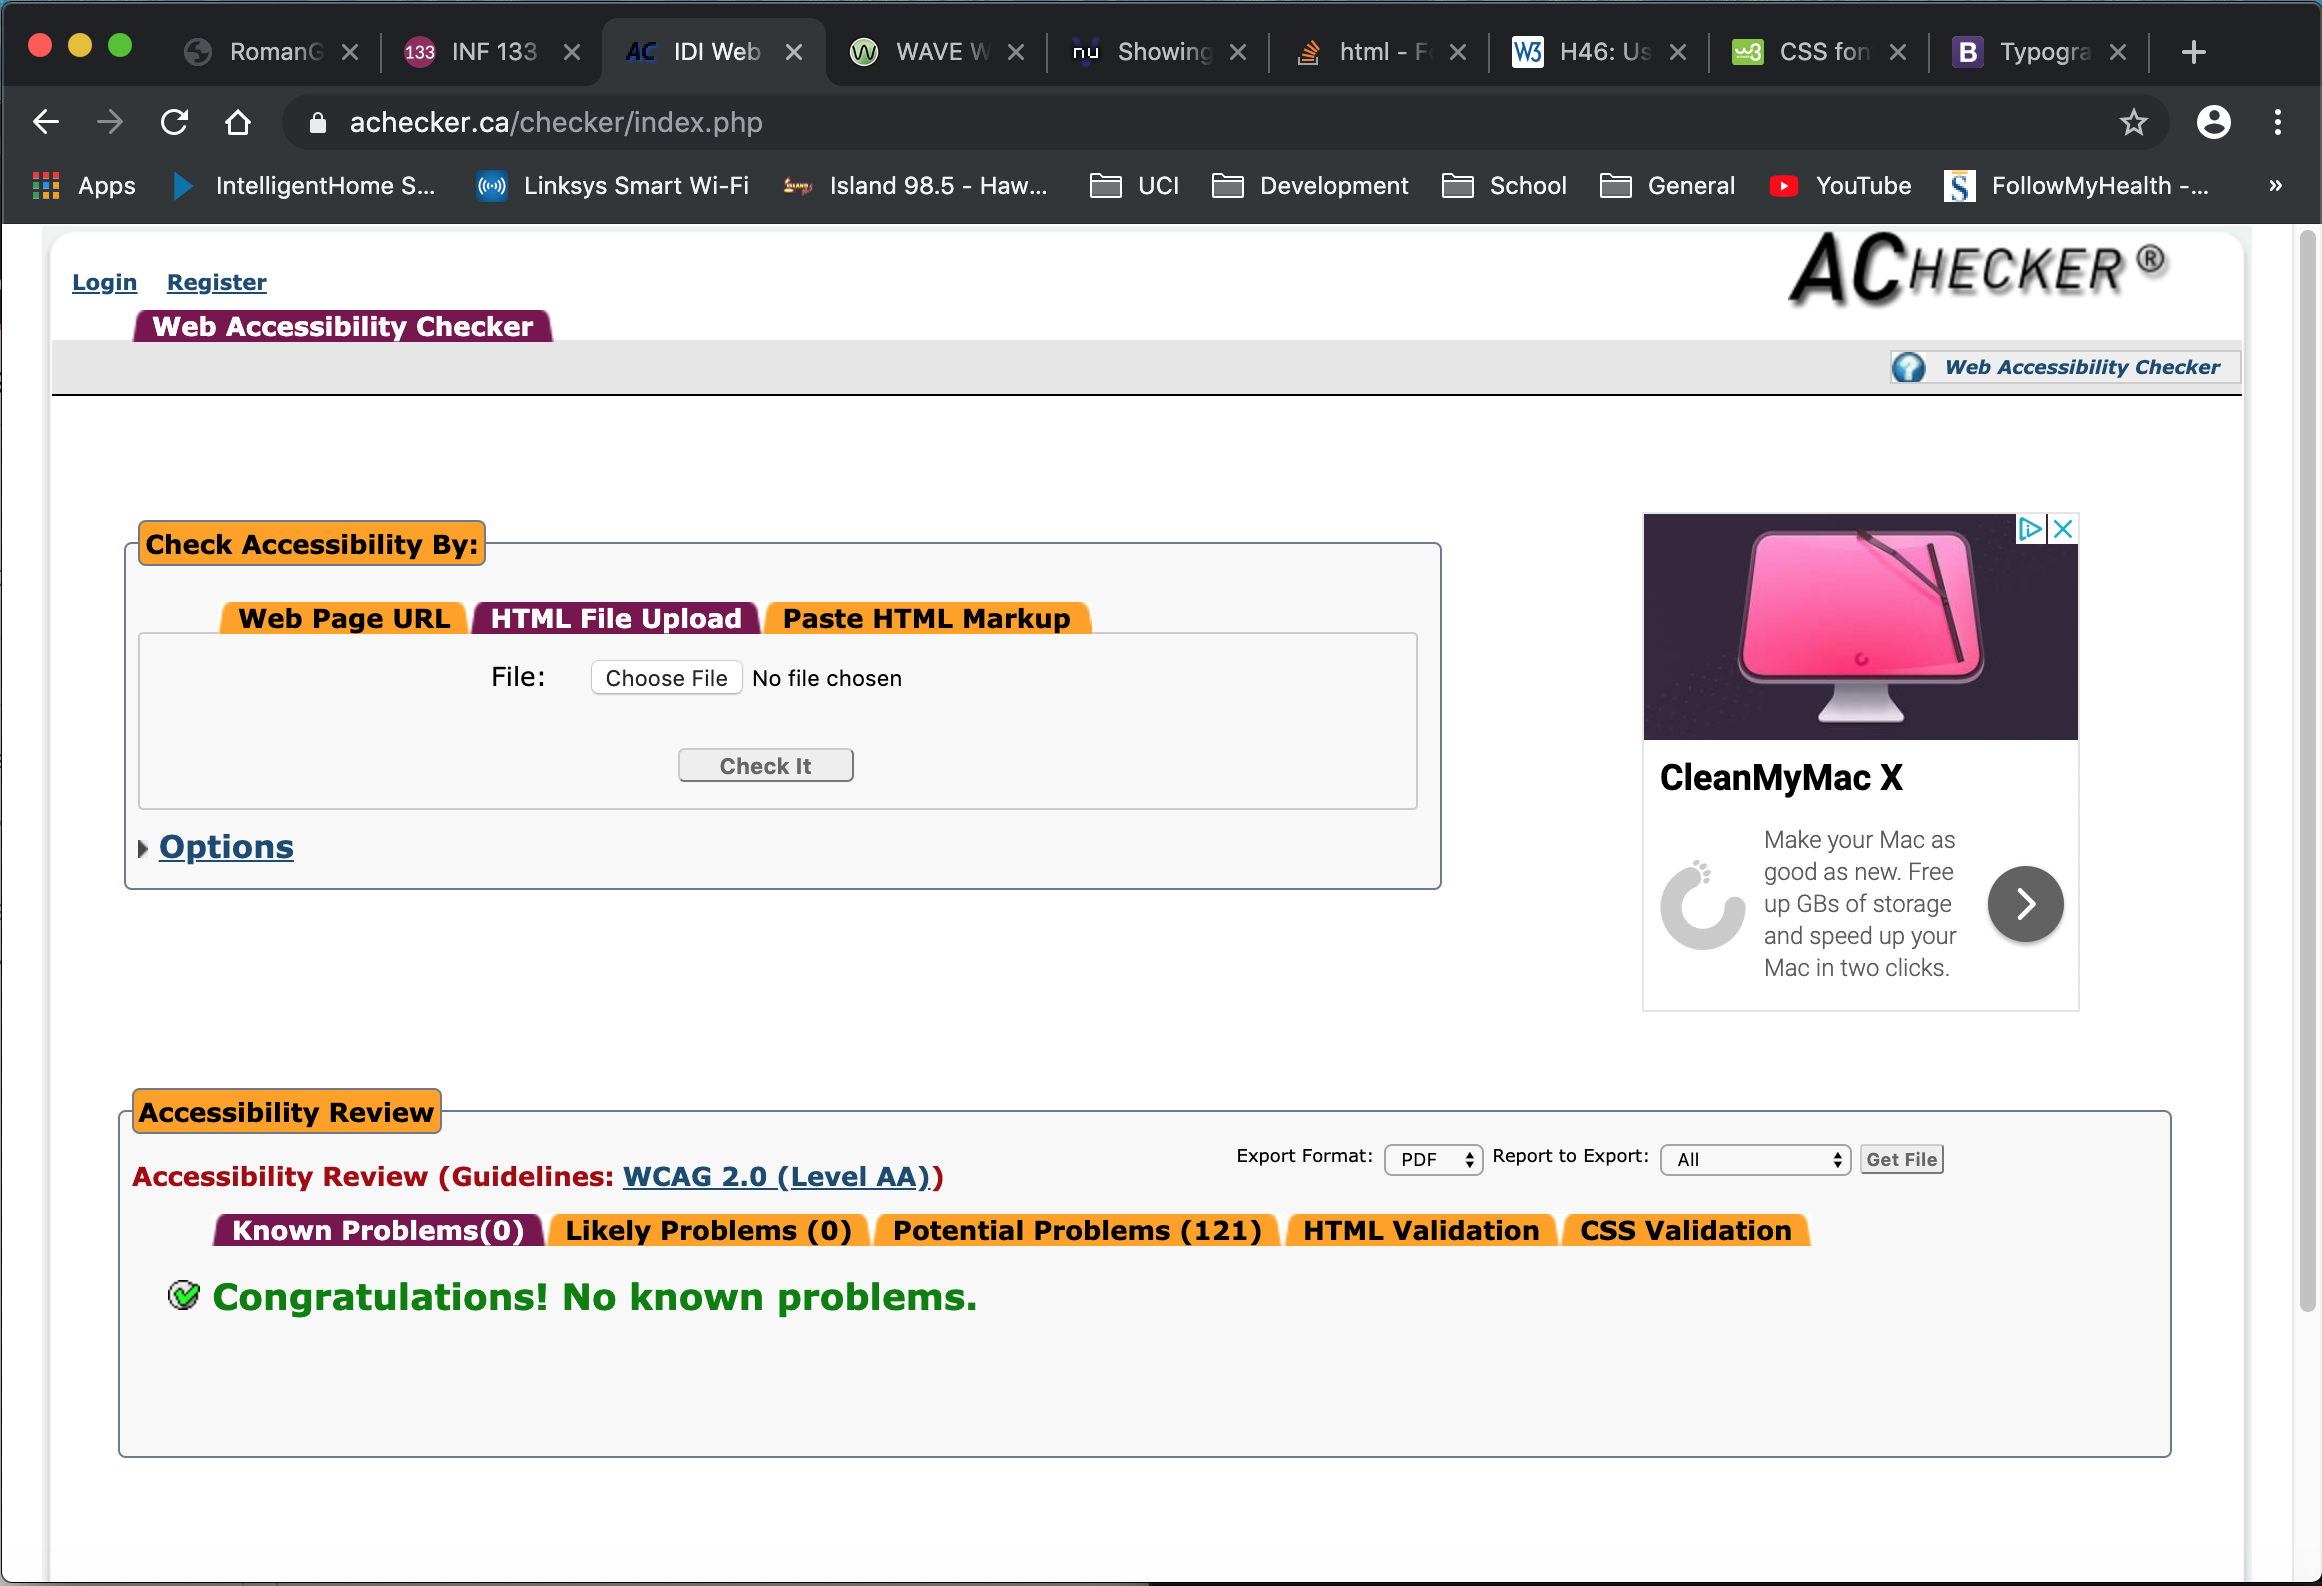 RomanG
133 INF 133
AC IDI Web
WAVE W
nu Showing
html - Fo
W3 H46: Us
w3 CSS fon
B Typogra
achecker.ca/checker/index.php
Apps
IntelligentHome S...
Linksys Smart Wi-Fi
Island 98.5 - Haw...
UCI
Development
School
General
YouTube
S FollowMyHealth -...
»
Login Register
ACHECKER ®
Web Accessibility Checker
? Web Accessibility Checker
Check Accessibility By:
Web Page URL HTML File Upload Paste HTML Markup
File: Choose File No file chosen
Check It
Options
CleanMyMac X
Make your Mac as
good as new. Free
up GBs of storage
and speed up your
Mac in two clicks.
Accessibility Review
Export Format: PDF Report to Export: All Get File
Accessibility Review (Guidelines: WCAG 2.0 (Level AA))
Known Problems(0) Likely Problems (0) Potential Problems (121) HTML Validation CSS Validation
Congratulations! No known problems.